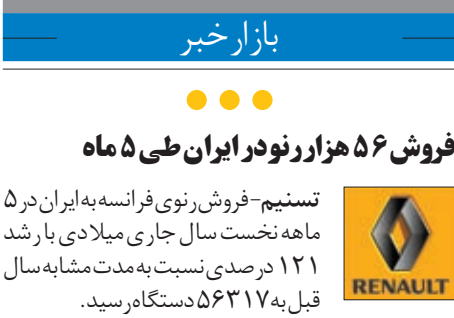 بازار خبر
فروش ۵۶ هزار رنو در ایران طی ۵ ماه
تسنیم-فروش رنوی فرانسه به ایران در ۵
ماهه نخست سال جاری میلادی با رشد
۱۲۱ درصدی نسبت به مدت مشابه سال
قبل به ۵۶۳۱۷ دستگاه رسید.
RENAULT